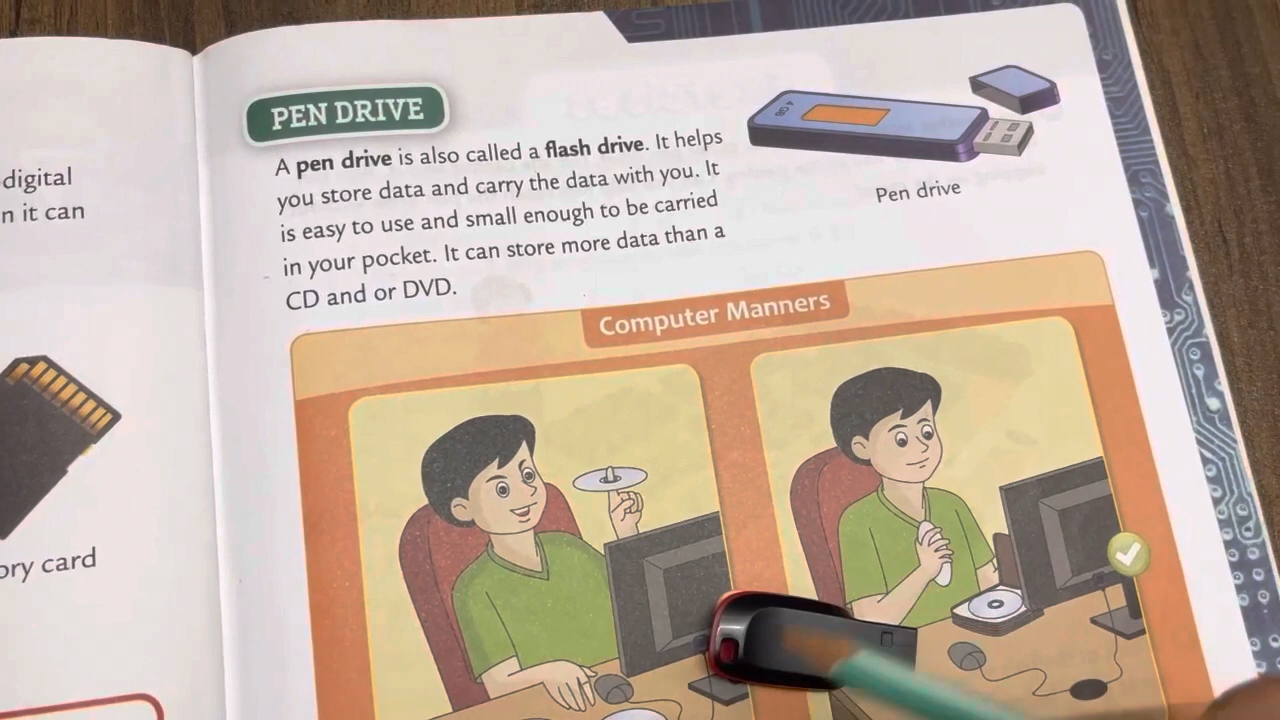 digital
n it can
ory card
PEN DRIVE
A pen drive is also called a flash drive. It helps
you store data and carry the data with you. It
is easy to use and small enough to be carried
in your pocket. It can store more data than a
CD and or DVD.
4 GB
Pen drive
Computer Manners